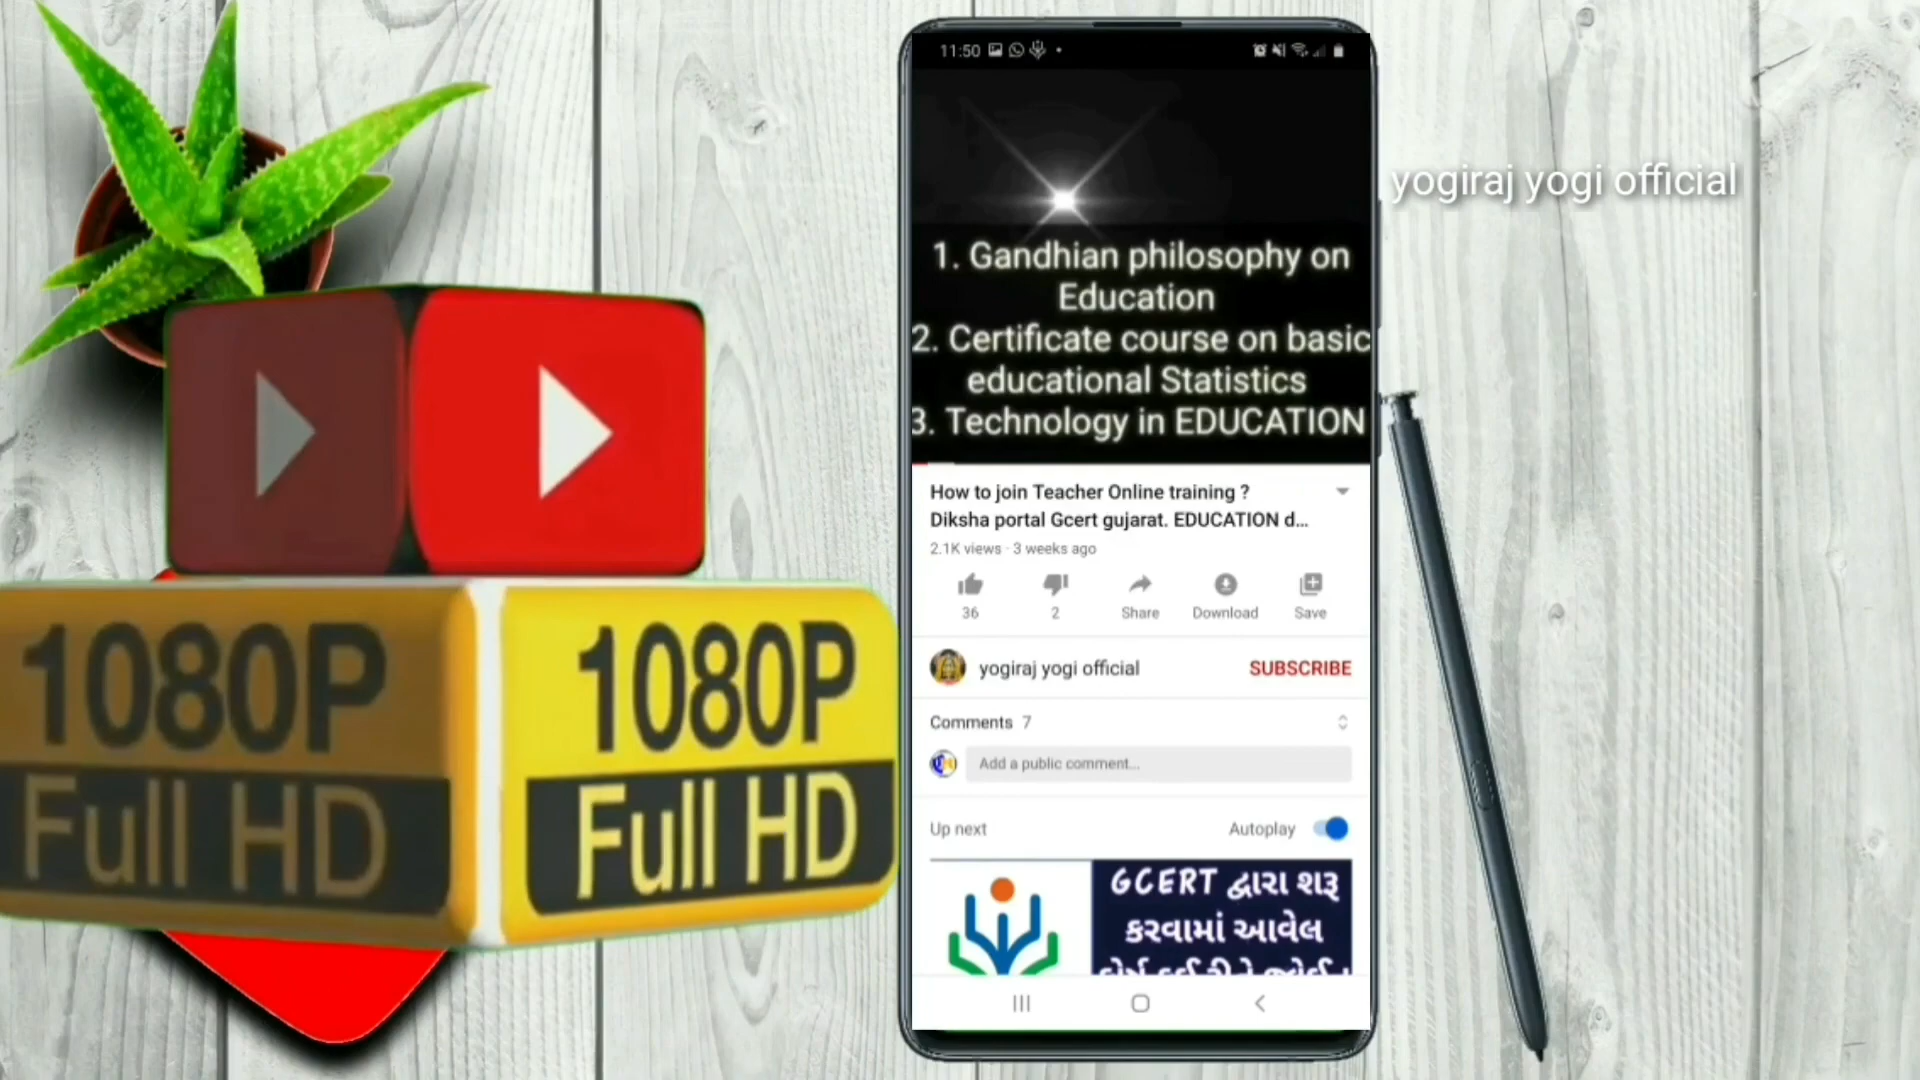 11:50
1. Gandhian philosophy on
Education
2. Certificate course on basic
educational Statistics
3. Technology in EDUCATION
yogiraj yogi official
How to join Teacher Online training ?
Diksha portal Gcert gujarat. EDUCATION d...
2.1K views · 3 weeks ago
36
2
Share
Download
Save
yogiraj yogi official
SUBSCRIBE
Comments 7
Add a public comment...
Up next
Autoplay
GCERT દ્વારા શરૂ
કરવામાં આવેલ
1080P
Full HD
1080P
Full HD